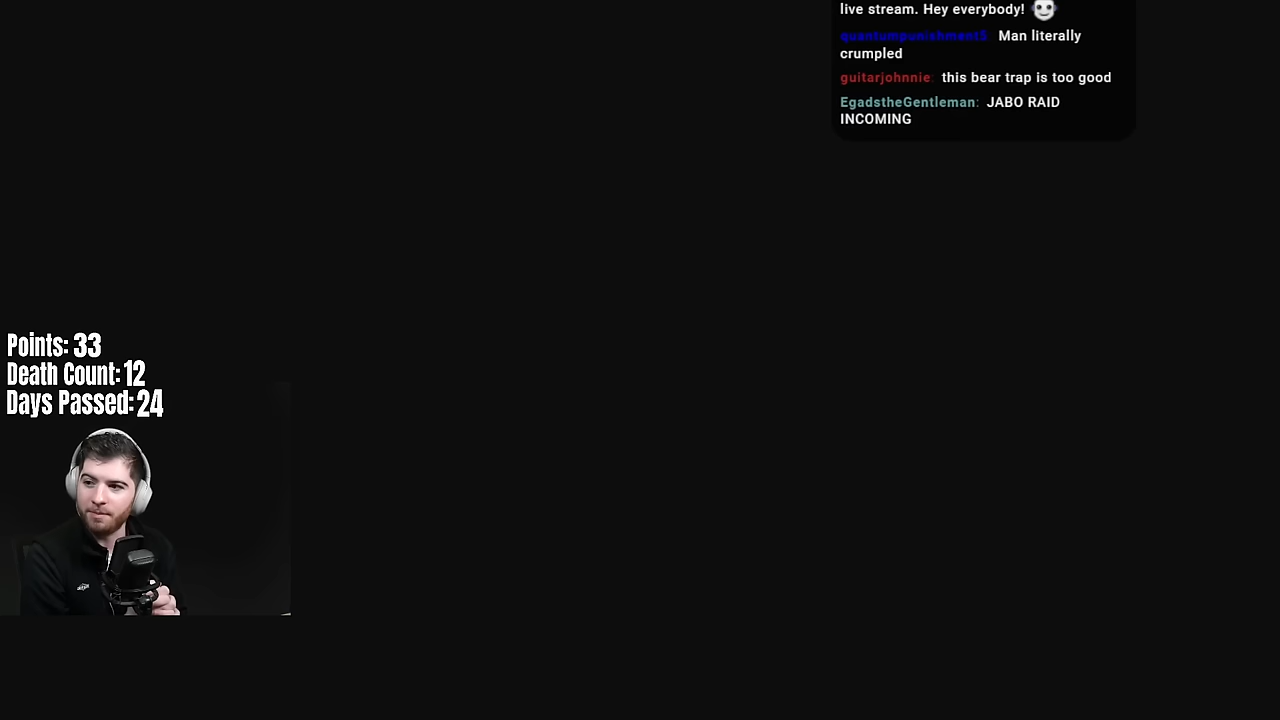 live stream. Hey everybody!
quantumpunishment5: Man literally
crumpled
guitarjohnnie: this bear trap is too good
EgadstheGentleman: JABO RAID
INCOMING
Points: 33
Death Count: 12
Days Passed: 24